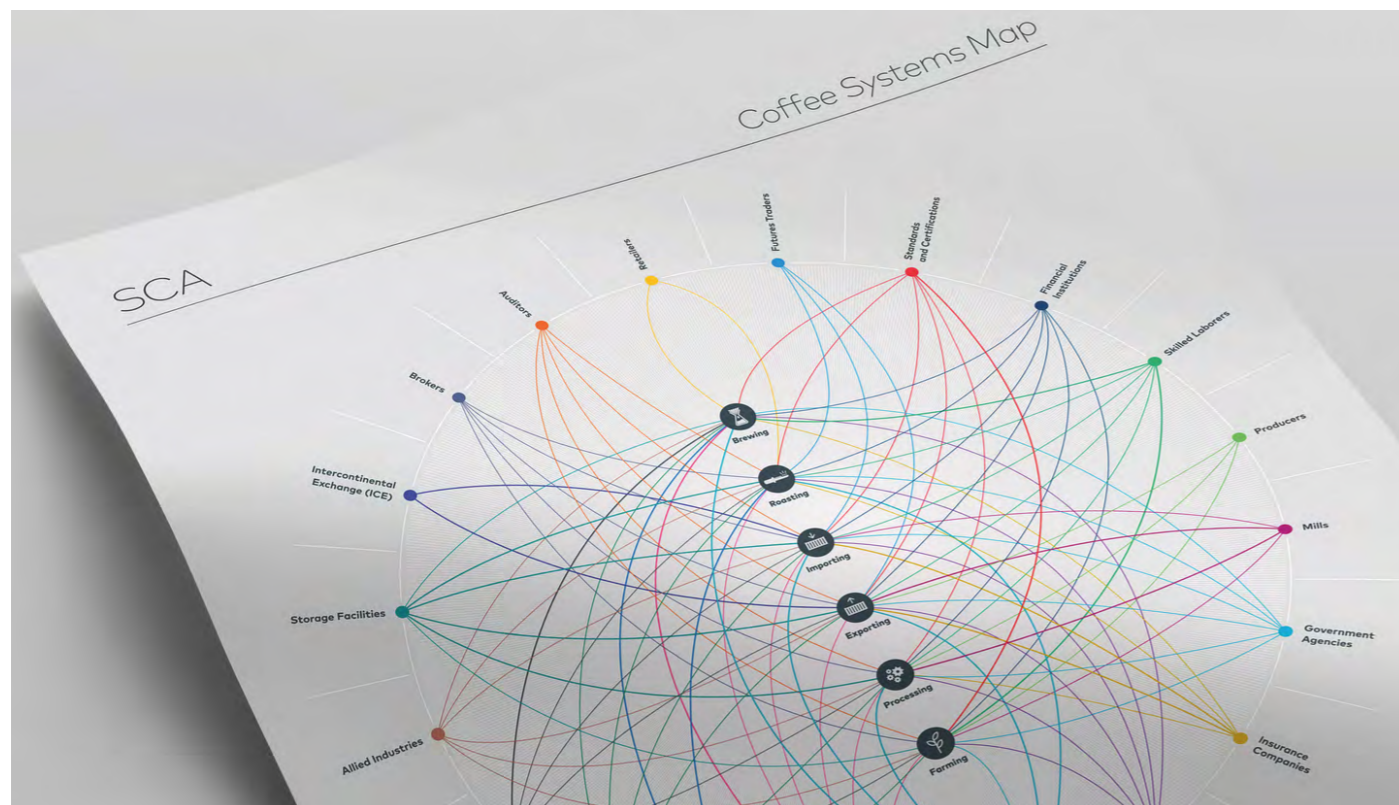 Coffee Systems Map
SCA
Futures Traders
Standards
and Certifications
Retailers
Financial
Institutions
Auditors
Skilled Laborers
Brokers
Producers
Brewing
Intercontinental
Exchange (ICE)
Roasting
Mills
Importing
Storage Facilities
Exporting
Government
Agencies
Processing
Allied Industries
Farming
Insurance
Companies